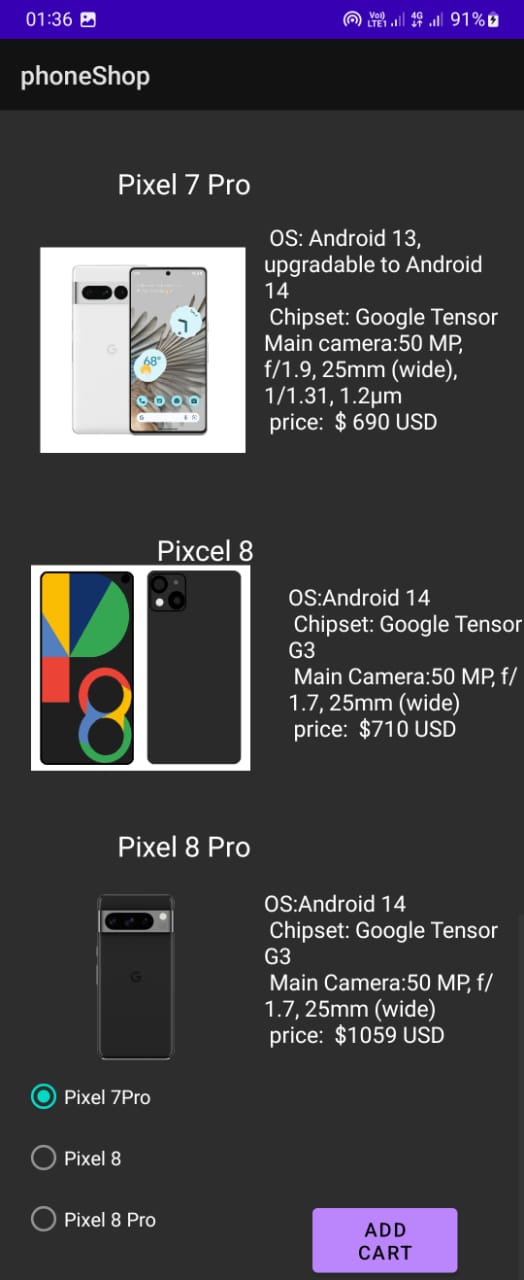 01:36 Vo) LTE1 4G 91%
phoneShop
Pixel 7 Pro
OS: Android 13,
upgradable to Android
14
Chipset: Google Tensor
Main camera:50 MP,
f/1.9, 25mm (wide),
1/1.31, 1.2μm
price: $ 690 USD
68°
Pixcel 8
OS:Android 14
Chipset: Google Tensor
G3
Main Camera:50 MP, f/
1.7, 25mm (wide)
price: $710 USD
Pixel 8 Pro
OS:Android 14
Chipset: Google Tensor
G3
Main Camera:50 MP, f/
1.7, 25mm (wide)
price: $1059 USD
Pixel 7Pro
Pixel 8
Pixel 8 Pro
ADD
CART